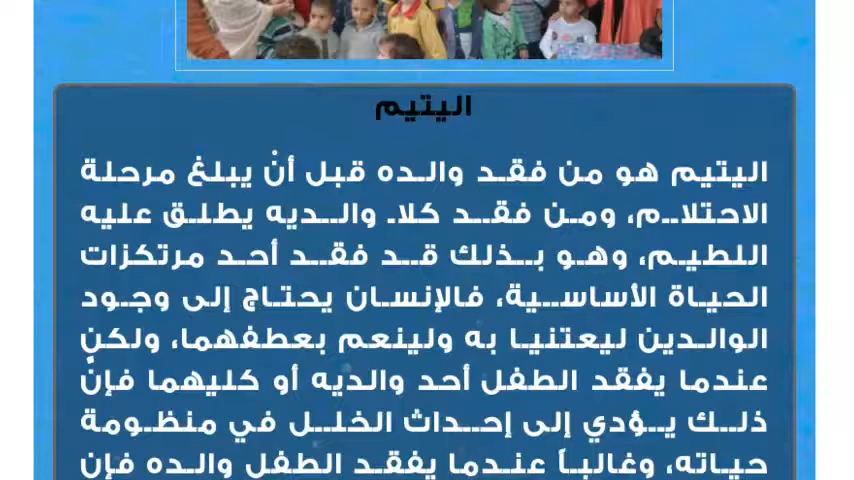 اليتيم
اليتيم هو من فقد والده قبل أنْ يبلغ مرحلة
الاحتلام، ومن فقد كلا والديه يطلق عليه
اللطيم، وهو بذلك قد فقد أحد مرتكزات
الحياة الأساسية، فالإنسان يحتاج إلى وجود
الوالدين ليعتنيا به ولينعم بعطفهما، ولكن
عندما يفقد الطفل أحد والديه أو كليهما فإنّ
ذلك يؤدي إلى إحداث الخلل في منظومة
حياته، وغالباً عندما يفقد الطفل والده فإن